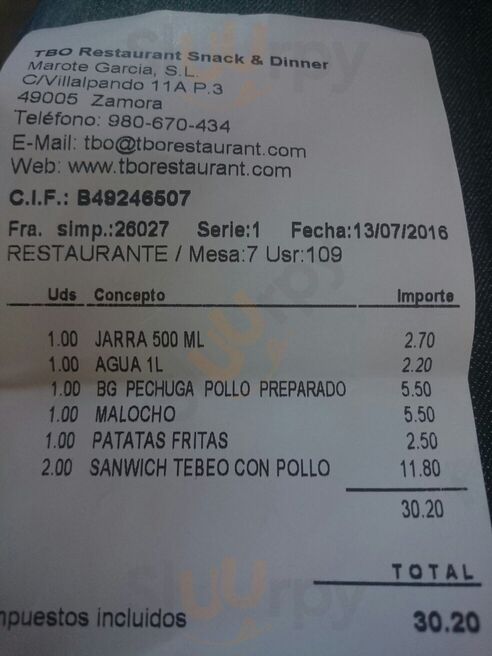 TBO Restaurant Snack & Dinner
Marote Garcia, S.L.
C/Villalpando 11A P.3
49005 Zamora
Teléfono: 980-670-434
E-Mail: tbo@tborestaurant.com
Web: www.tborestaurant.com
C.I.F.: B49246507
Fra. simp.:26027 Serie:1 Fecha:13/07/2016
RESTAURANTE / Mesa:7 Usr:109
Uds Concepto Importe
1.00 JARRA 500 ML 2.70
1.00 AGUA 1L 2.20
1.00 BG PECHUGA POLLO PREPARADO 5.50
1.00 MALOCHO 5.50
1.00 PATATAS FRITAS 2.50
2.00 SANWICH TEBEO CON POLLO 11.80
30.20
TOTAL
mpuestos incluidos 30.20
sluurpy
sluurpy
sluurpy